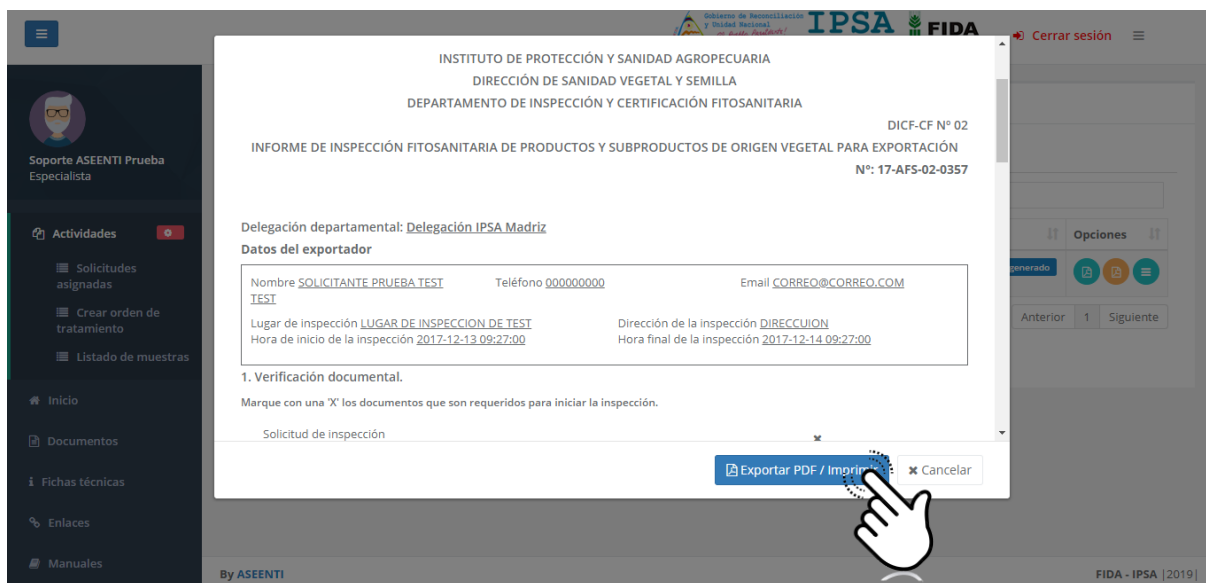 Gobierno de Reconciliación
y Unidad Nacional
IPSA
FIDA
Cerrar sesión
Soporte ASEENTI Prueba
Especialista
Actividades
Solicitudes
asignadas
Crear orden de
tratamiento
Listado de muestras
Inicio
Documentos
Fichas técnicas
Enlaces
Manuales
INSTITUTO DE PROTECCIÓN Y SANIDAD AGROPECUARIA
DIRECCIÓN DE SANIDAD VEGETAL Y SEMILLA
DEPARTAMENTO DE INSPECCIÓN Y CERTIFICACIÓN FITOSANITARIA
DICF-CF Nº 02
INFORME DE INSPECCIÓN FITOSANITARIA DE PRODUCTOS Y SUBPRODUCTOS DE ORIGEN VEGETAL PARA EXPORTACIÓN
Nº: 17-AFS-02-0357
Delegación departamental: Delegación IPSA Madriz
Datos del exportador
Nombre SOLICITANTE PRUEBA TEST TEST Teléfono 000000000 Email CORREO@CORREO.COM
Lugar de inspección LUGAR DE INSPECCION DE TEST Dirección de la inspección DIRECCUION
Hora de inicio de la inspección 2017-12-13 09:27:00 Hora final de la inspección 2017-12-14 09:27:00
1. Verificación documental.
Marque con una 'X' los documentos que son requeridos para iniciar la inspección.
Solicitud de inspección x
Exportar PDF / Imprimir
Cancelar
Opciones
generado
Anterior 1 Siguiente
By ASEENTI
FIDA - IPSA |2019|